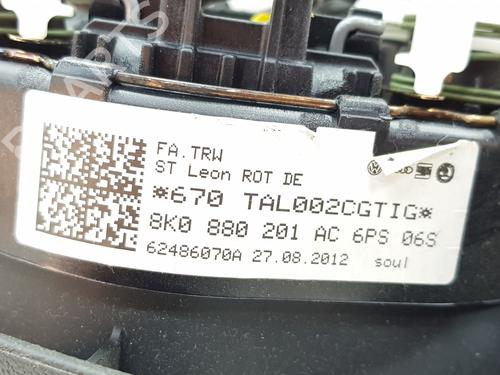 FA.TRW
ST Leon ROT DE
*670 TAL002CGTIG*
8K0 880 201 AC 6PS 06S
62486070A 27.08.2012 soul